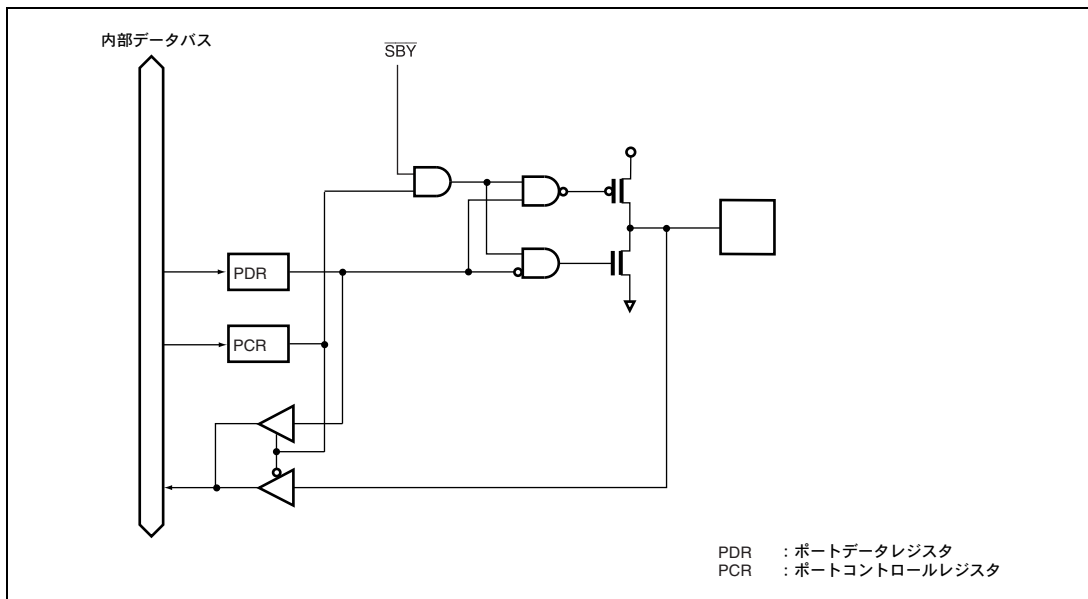 内部データバス
S̅B̅Y̅
PDR
PCR
PDR : ポートデータレジスタ
PCR : ポートコントロールレジスタ